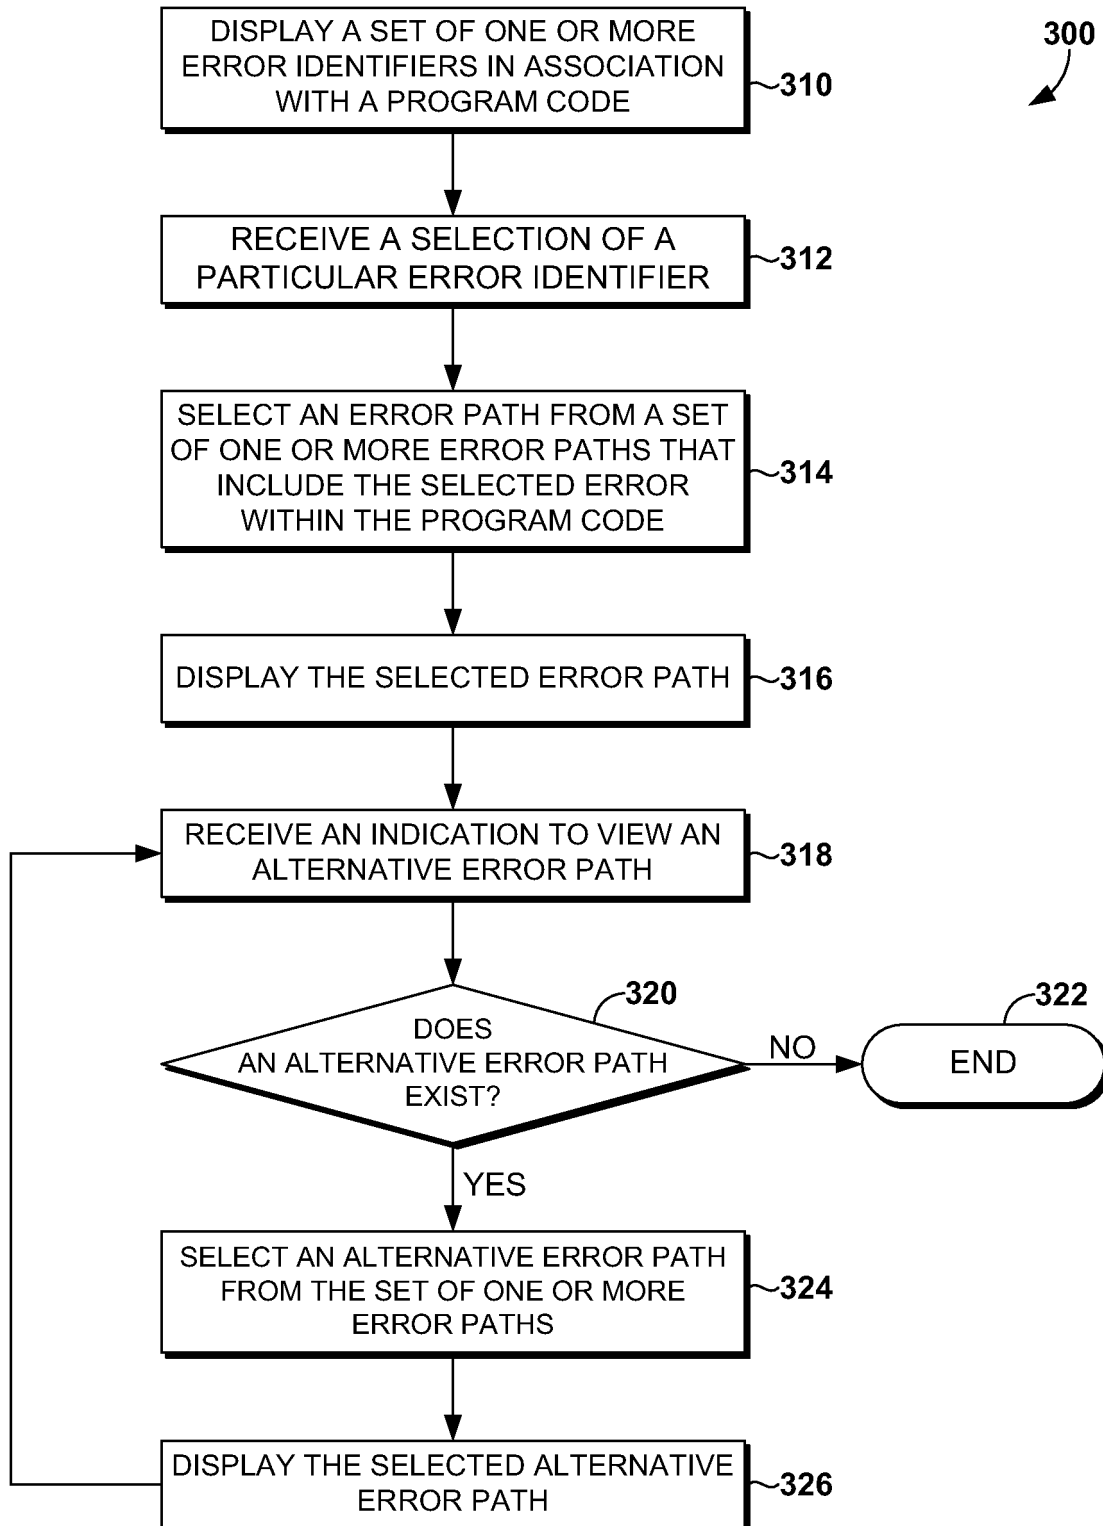 300
DISPLAY A SET OF ONE OR MORE
ERROR IDENTIFIERS IN ASSOCIATION
WITH A PROGRAM CODE
310
RECEIVE A SELECTION OF A
PARTICULAR ERROR IDENTIFIER
312
SELECT AN ERROR PATH FROM A SET
OF ONE OR MORE ERROR PATHS THAT
INCLUDE THE SELECTED ERROR
WITHIN THE PROGRAM CODE
314
DISPLAY THE SELECTED ERROR PATH
316
RECEIVE AN INDICATION TO VIEW AN
ALTERNATIVE ERROR PATH
318
DOES
AN ALTERNATIVE ERROR PATH
EXIST?
320
NO
END
322
YES
SELECT AN ALTERNATIVE ERROR PATH
FROM THE SET OF ONE OR MORE
ERROR PATHS
324
DISPLAY THE SELECTED ALTERNATIVE
ERROR PATH
326